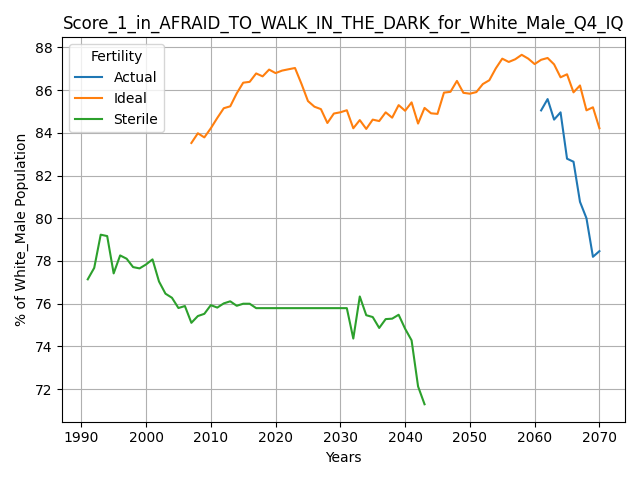 Score_1_in_AFRAID_TO_WALK_IN_THE_DARK_for_White_Male_Q4_IQ
Fertility
Actual
Ideal
Sterile
% of White_Male Population
88
86
84
82
80
78
76
74
72
1990 2000 2010 2020 2030 2040 2050 2060 2070
Years